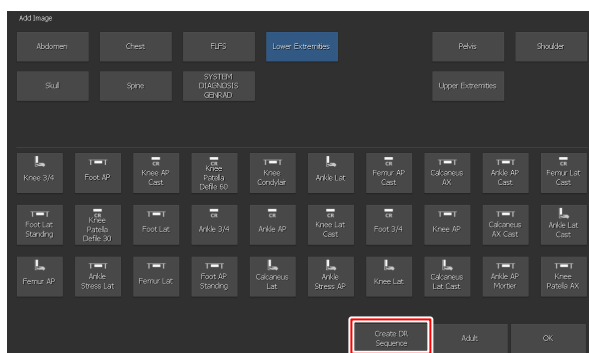 Add Image
Abdomen
Chest
FLFS
Lower Extremities
Pelvis
Shoulder
Skull
Spine
SYSTEM
DIAGNOSIS
GENRAD
Upper Extremities
Knee 3/4
T T
Foot AP
CR
Knee AP
Cast
CR
Knee
Patella
Defile 60
T T
Knee
Condylar
Ankle Lat
CR
Femur AP
Cast
T T
Calcaneus
AX
T T
Ankle AP
Cast
CR
Femur Lat
Cast
T T
Foot Lat
Standing
CR
Knee
Patella
Defile 30
T T
Foot Lat
CR
Ankle 3/4
CR
Ankle AP
CR
Knee Lat
Cast
CR
Foot 3/4
T T
Knee AP
T T
Calcaneus
AX Cast
Ankle Lat
Cast
Femur AP
T T
Ankle
Stress Lat
T T
Femur Lat
T T
Foot AP
Standing
Calcaneus
Lat
Ankle
Stress AP
Knee Lat
Calcaneus
Lat Cast
T T
Ankle AP
Mortier
T T
Knee
Patella AX
Create DR
Sequence
Adult
OK